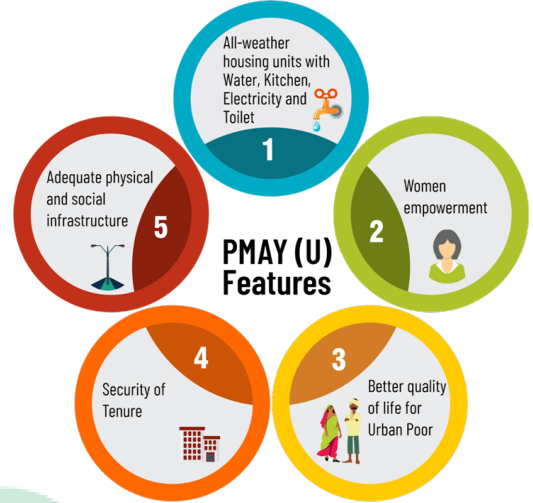 All-weather
housing units with
Water, Kitchen,
Electricity and
Toilet
1
Women
empowerment
2
Better quality
of life for
Urban Poor
3
Security of
Tenure
4
Adequate physical
and social
infrastructure
5
PMAY (U)
Features